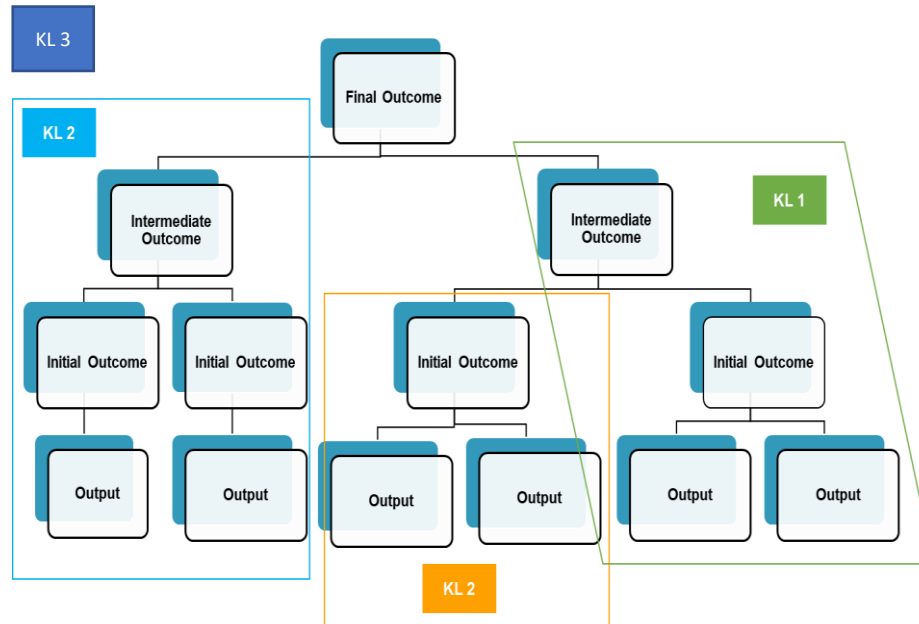 KL 3
Final Outcome
KL 2
KL 1
Intermediate
Outcome
Intermediate
Outcome
Initial Outcome
Initial Outcome
Initial Outcome
Initial Outcome
Output
Output
Output
Output
Output
Output
KL 2